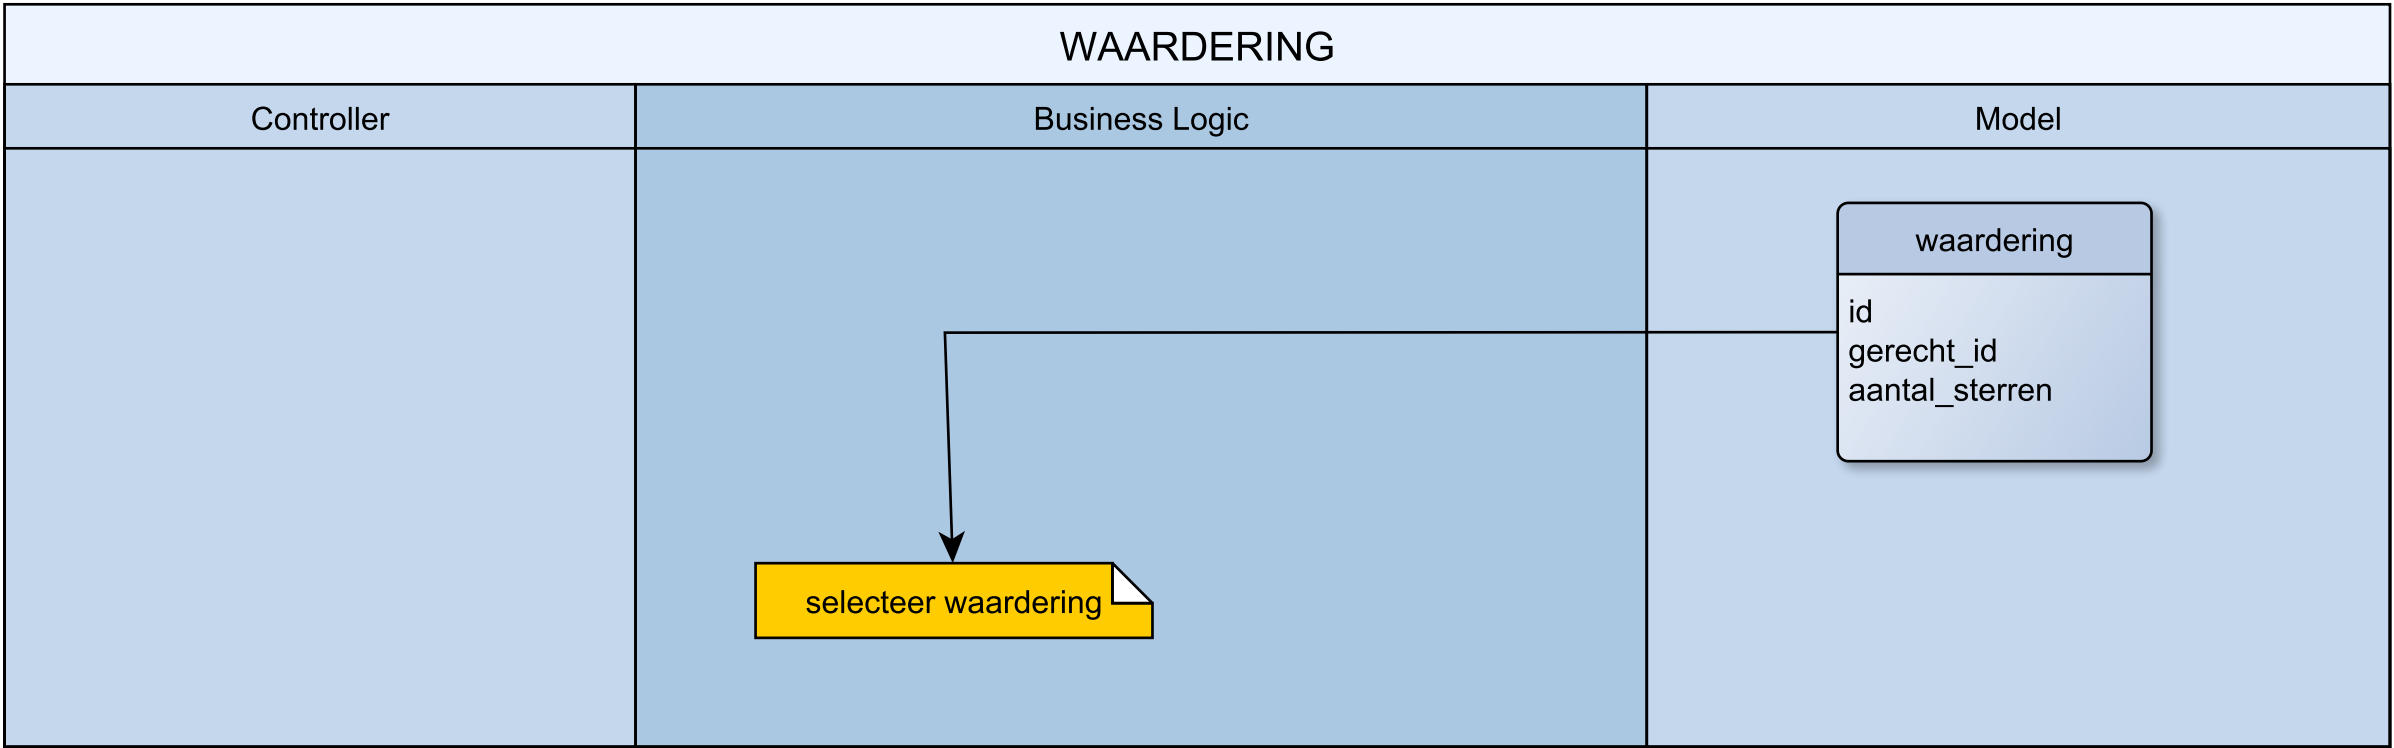 WAARDERING
Controller
Business Logic
Model
waardering
id
gerecht_id
aantal_sterren
selecteer waardering